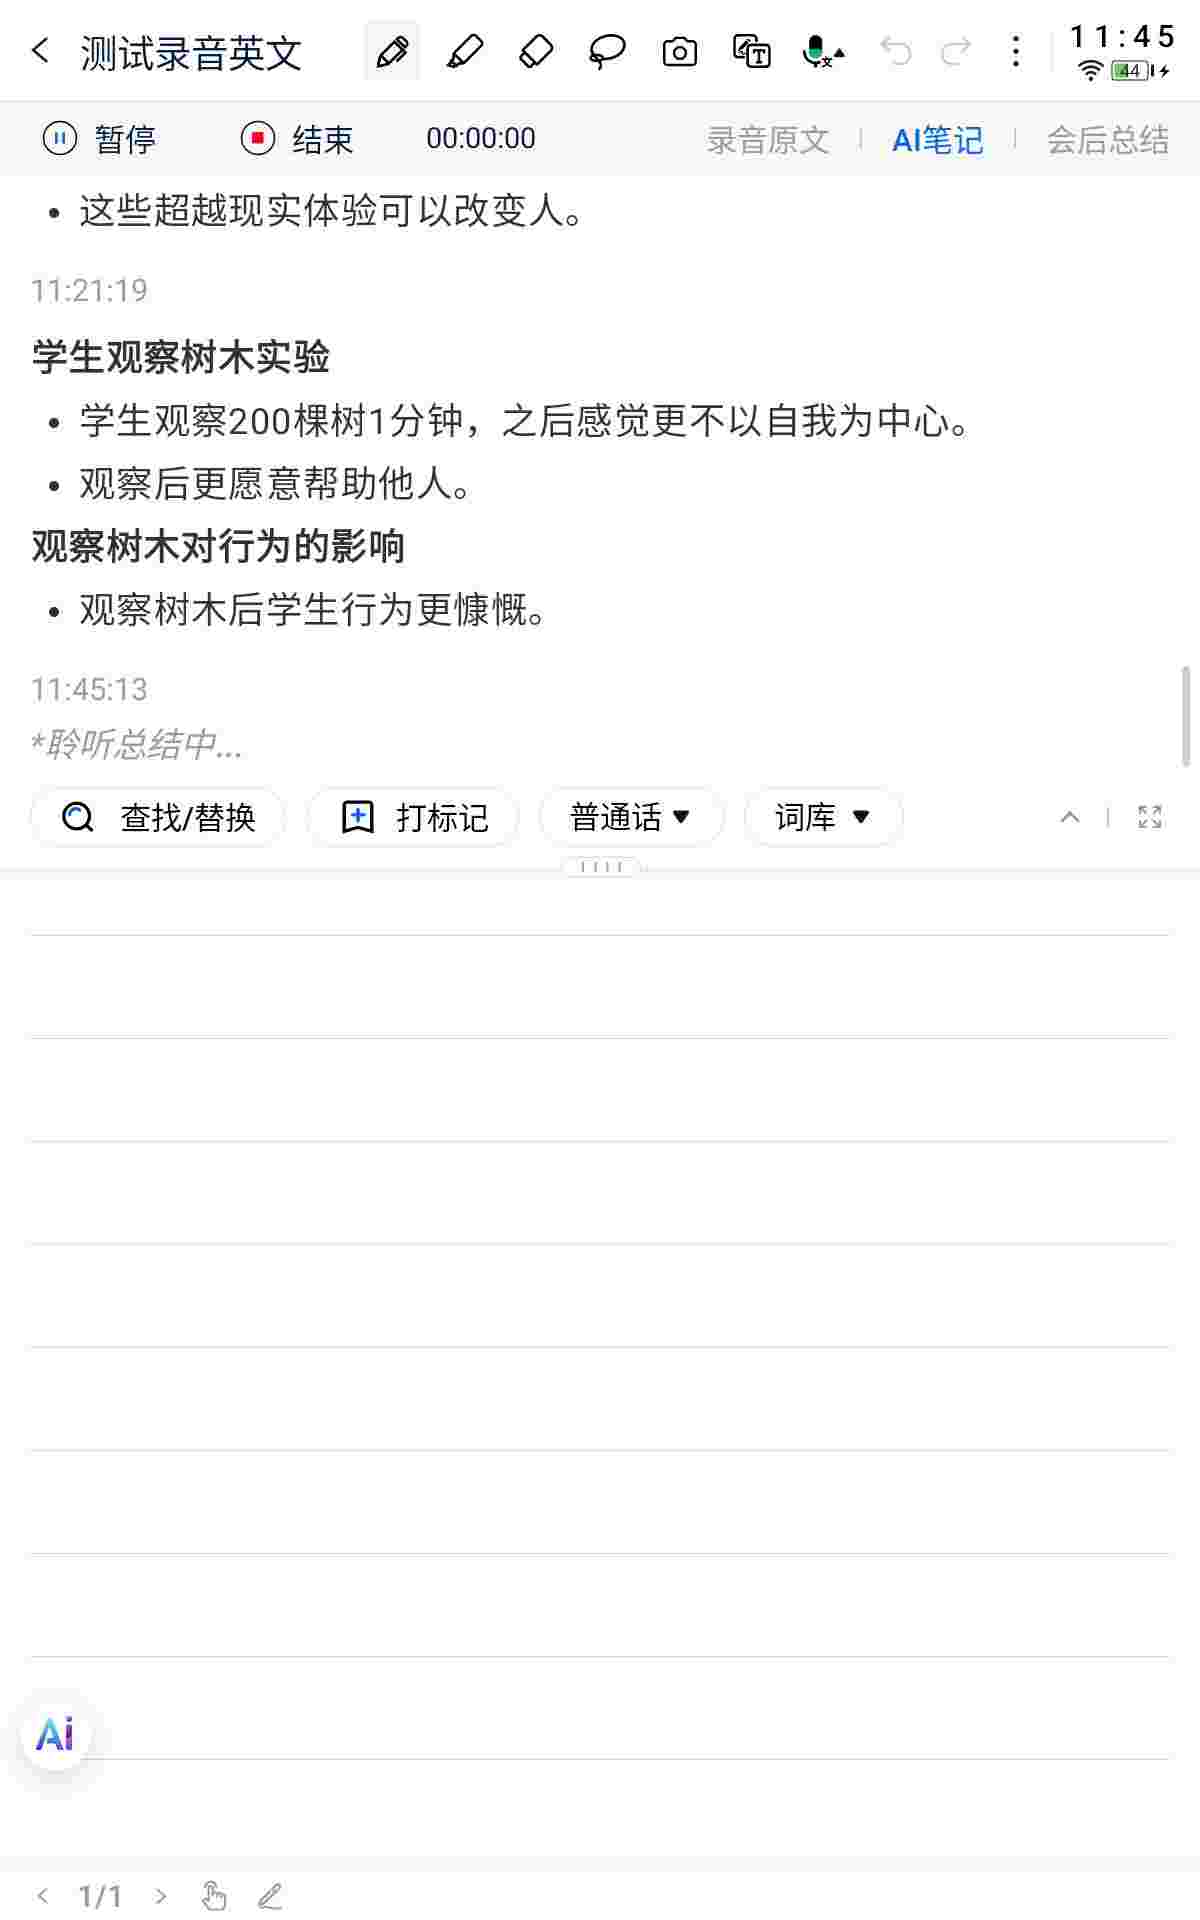 测试录音英文
11:45
44
暂停 结束 00:00:00 录音原文 AI笔记 会后总结
• 这些超越现实体验可以改变人。
11:21:19
学生观察树木实验
• 学生观察200棵树1分钟，之后感觉更不以自我为中心。
• 观察后更愿意帮助他人。
观察树木对行为的影响
• 观察树木后学生行为更慷慨。
11:45:13
*聆听总结中...
查找/替换 打标记 普通话 词库
Ai
1/1